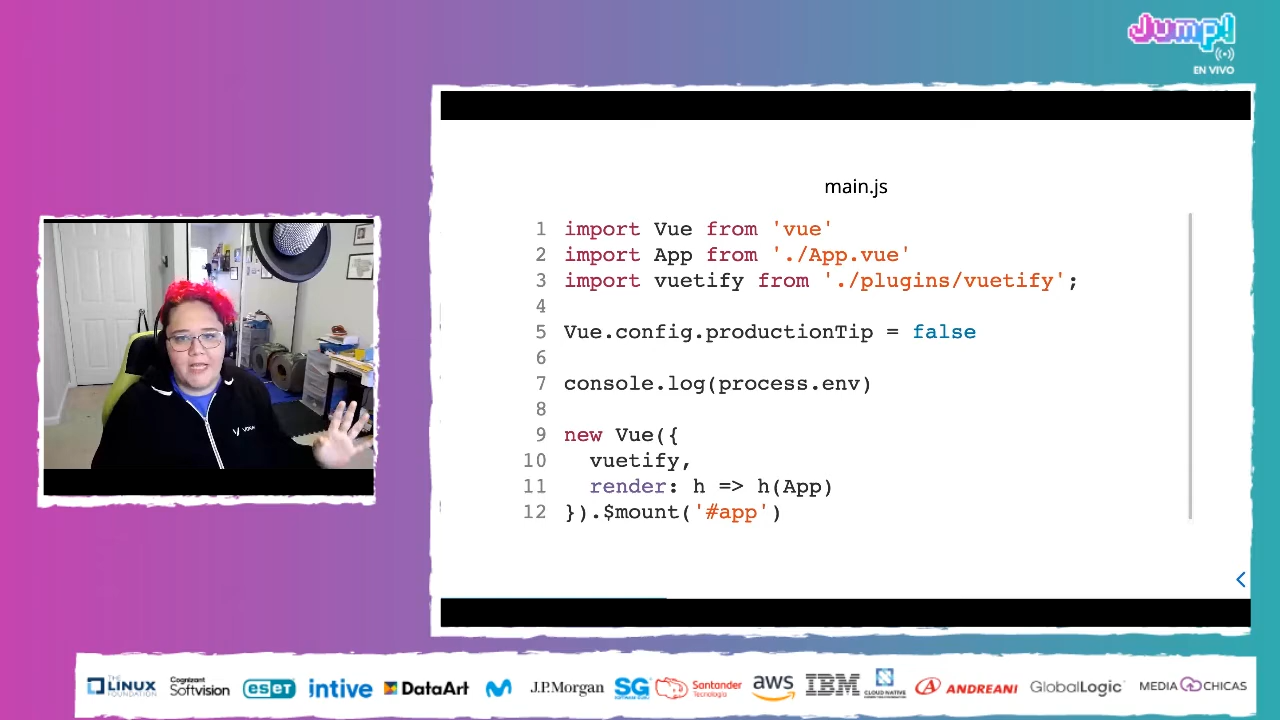 Jump!
EN VIVO
main.js
1 import Vue from 'vue'
2 import App from './App.vue'
3 import vuetify from './plugins/vuetify';
4
5 Vue.config.productionTip = false
6
7 console.log(process.env)
8
9 new Vue({
10 vuetify,
11 render: h => h(App)
12 }).$mount('#app')
THE LINUX FOUNDATION
Cognizant Softvision
eset
intive
DataArt
J.P.Morgan
SG
Santander Tecnología
aws
IBM
CLOUD NATIVE
ANDREANI
GlobalLogic
MEDIA CHICAS